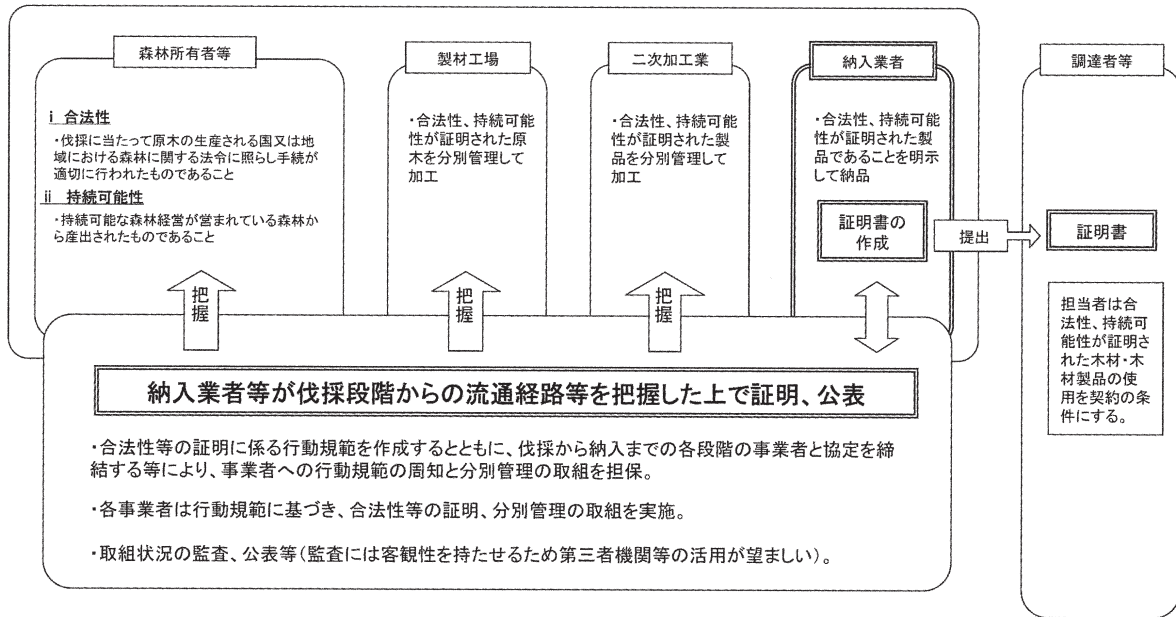 森林所有者等
i 合法性
・伐採に当たって原木の生産される国又は地
域における森林に関する法令に照らし手続が
適切に行われたものであること
ii 持続可能性
・持続可能な森林経営が営まれている森林か
ら産出されたものであること
把握
製材工場
・合法性、持続可能
性が証明された原
木を分別管理して
加工
把握
二次加工業
・合法性、持続可能
性が証明された製
品を分別管理して
加工
把握
納入業者
・合法性、持続可能
性が証明された製
品であることを明示
して納品
証明書の
作成
提出
調達者等
証明書
担当者は合
法性、持続可
能性が証明さ
れた木材・木
材製品の使
用を契約の条
件にする。
納入業者等が伐採段階からの流通経路等を把握した上で証明、公表
・合法性等の証明に係る行動規範を作成するとともに、伐採から納入までの各段階の事業者と協定を締
結する等により、事業者への行動規範の周知と分別管理の取組を担保。
・各事業者は行動規範に基づき、合法性等の証明、分別管理の取組を実施。
・取組状況の監査、公表等(監査には客観性を持たせるため第三者機関等の活用が望ましい)。